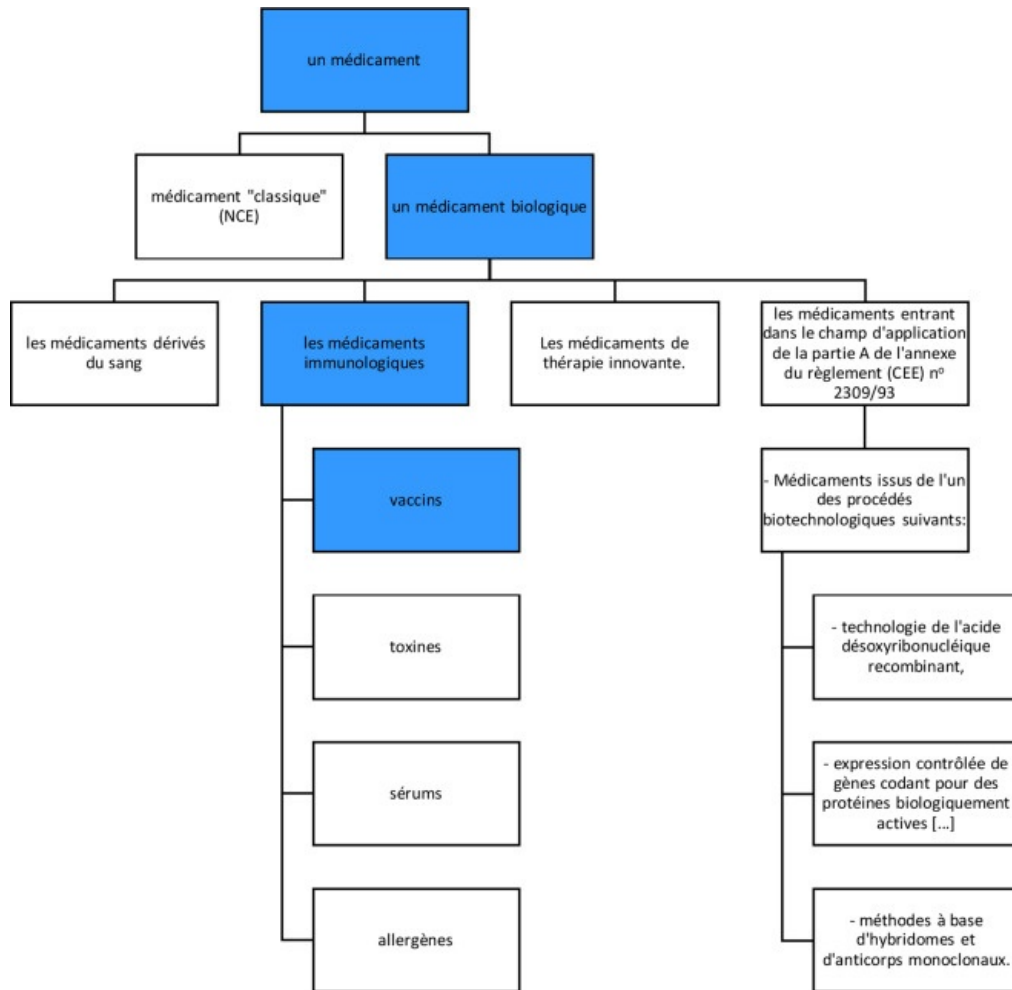 un médicament
médicament "classique"
(NCE)
un médicament biologique
les médicaments dérivés
du sang
les médicaments
immunologiques
Les médicaments de
thérapie innovante.
les médicaments entrant
dans le champ d'application
de la partie A de l'annexe
du règlement (CEE) nº
2309/93
vaccins
- Médicaments issus de l'un
des procédés
biotechnologiques suivants:
toxines
- technologie de l'acide
désoxyribonucléique
recombinant,
sérums
- expression contrôlée de
gènes codant pour des
protéines biologiquement
actives [...]
allergènes
- méthodes à base
d'hybridomes et
d'anticorps monoclonaux.